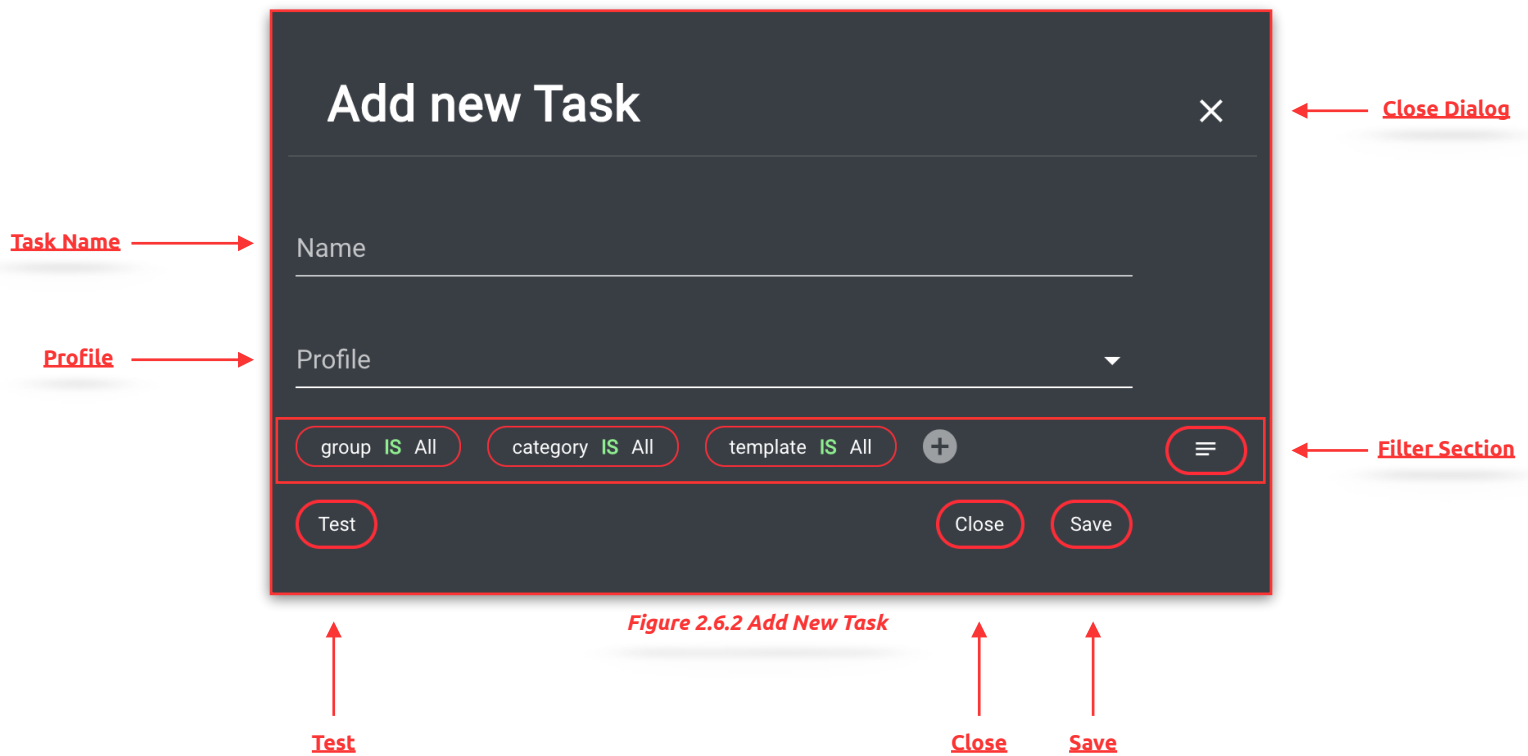 Add new Task
Close Dialog
Task Name
Name
Profile
Profile
group IS All
category IS All
template IS All
Filter Section
Test
Close
Save
Figure 2.6.2 Add New Task
Test
Close
Save